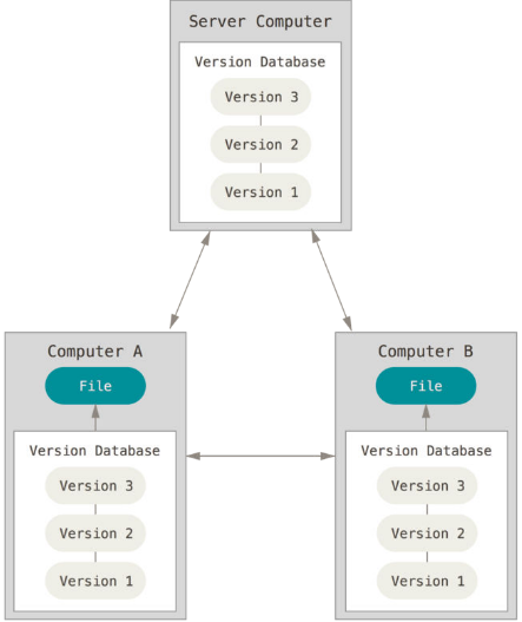 Server Computer
Version Database
Version 3
Version 2
Version 1
Computer A
File
Version Database
Version 3
Version 2
Version 1
Computer B
File
Version Database
Version 3
Version 2
Version 1